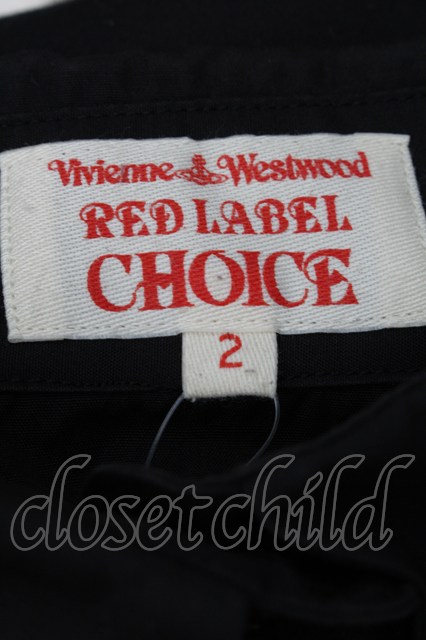 Vivienne Westwood
RED LABEL
CHOICE
2
closetchild